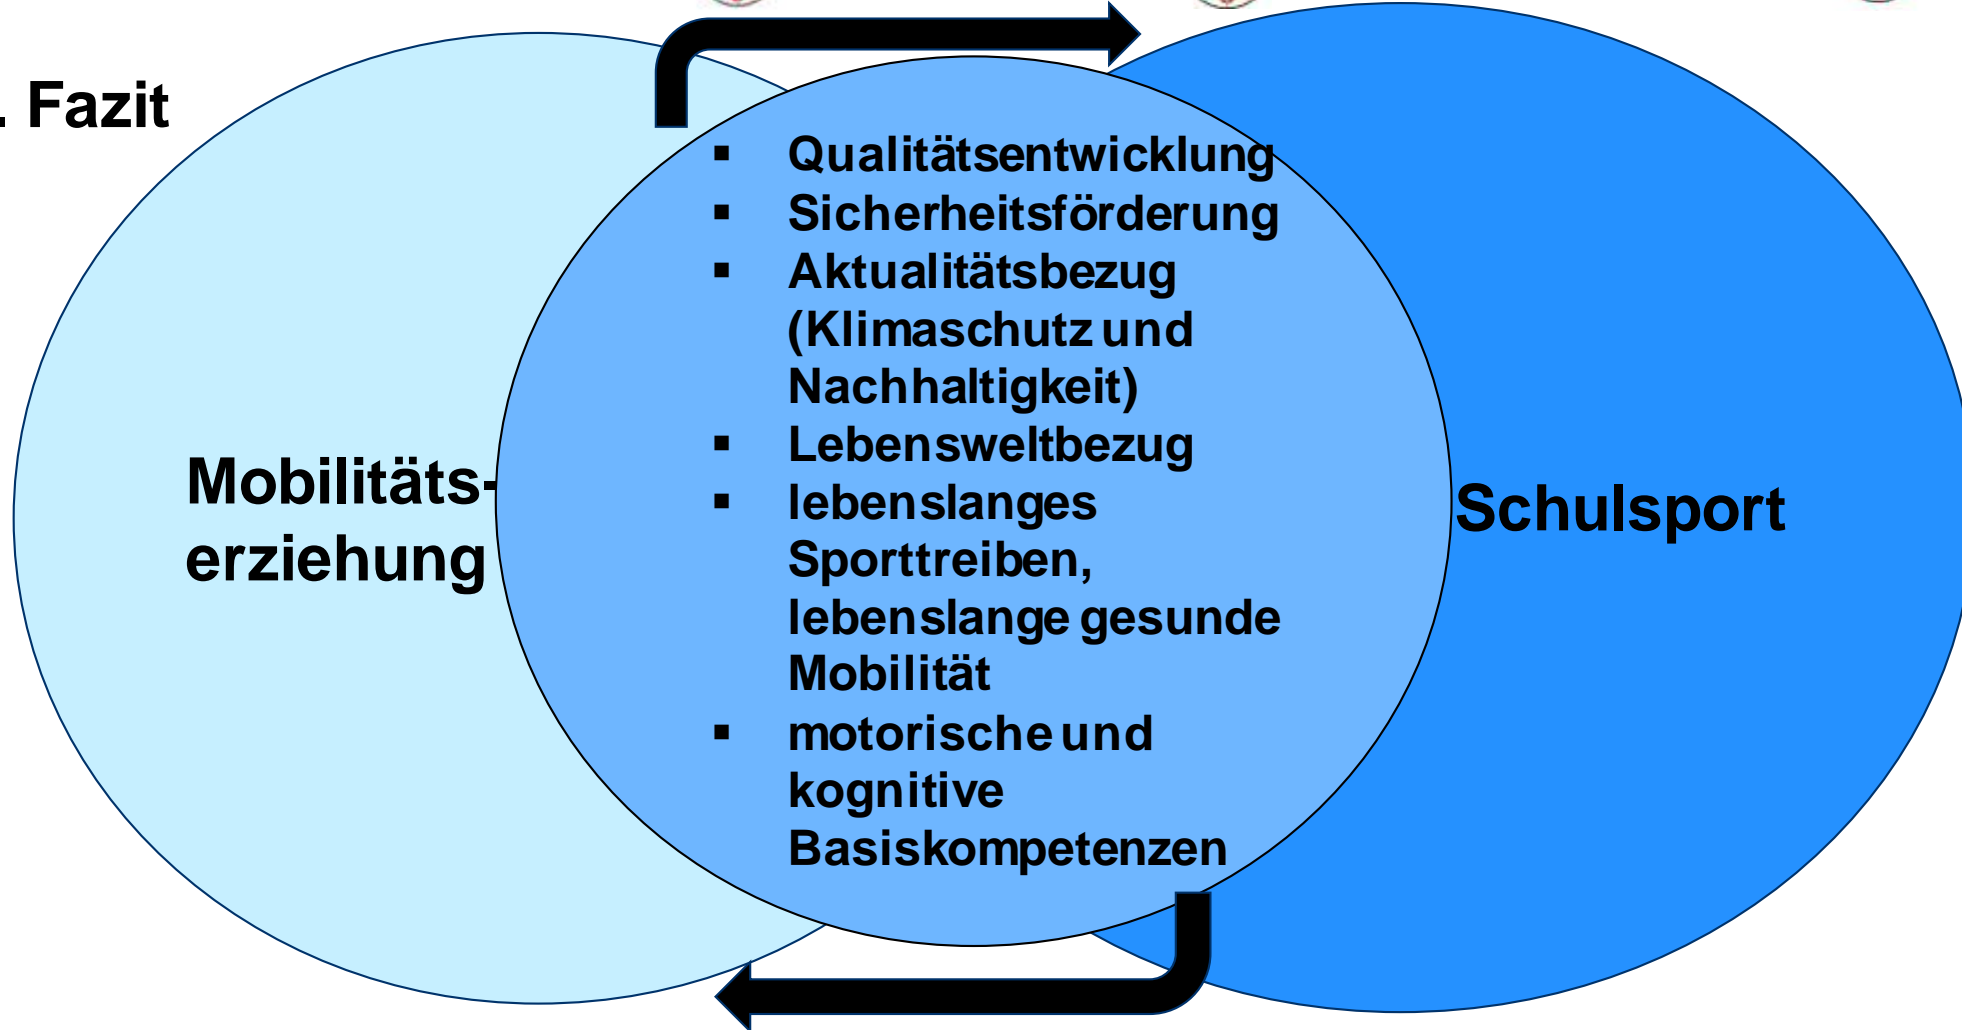 . Fazit
▪ Qualitätsentwicklung
▪ Sicherheitsförderung
▪ Aktualitätsbezug
(Klimaschutz und
Nachhaltigkeit)
▪ Lebensweltbezug
▪ lebenslanges
Sporttreiben,
lebenslange gesunde
Mobilität
▪ motorische und
kognitive
Basiskompetenzen
Mobilitäts-
erziehung
Schulsport